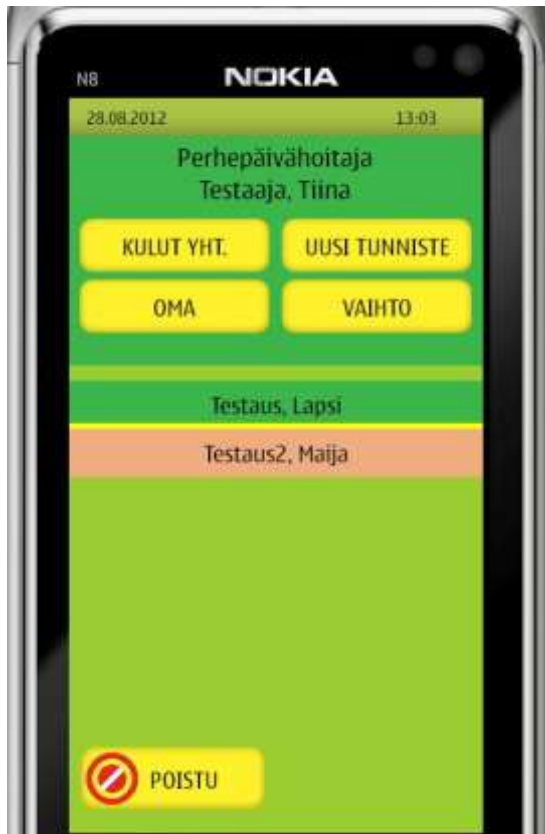 N8 NOKIA
28.08.2012 13:03
Perhepäivähoitaja
Testaaja, Tiina
KULUT YHT. UUSI TUNNISTE
OMA VAIHTO
Testaus, Lapsi
Testaus2, Maija
POISTU